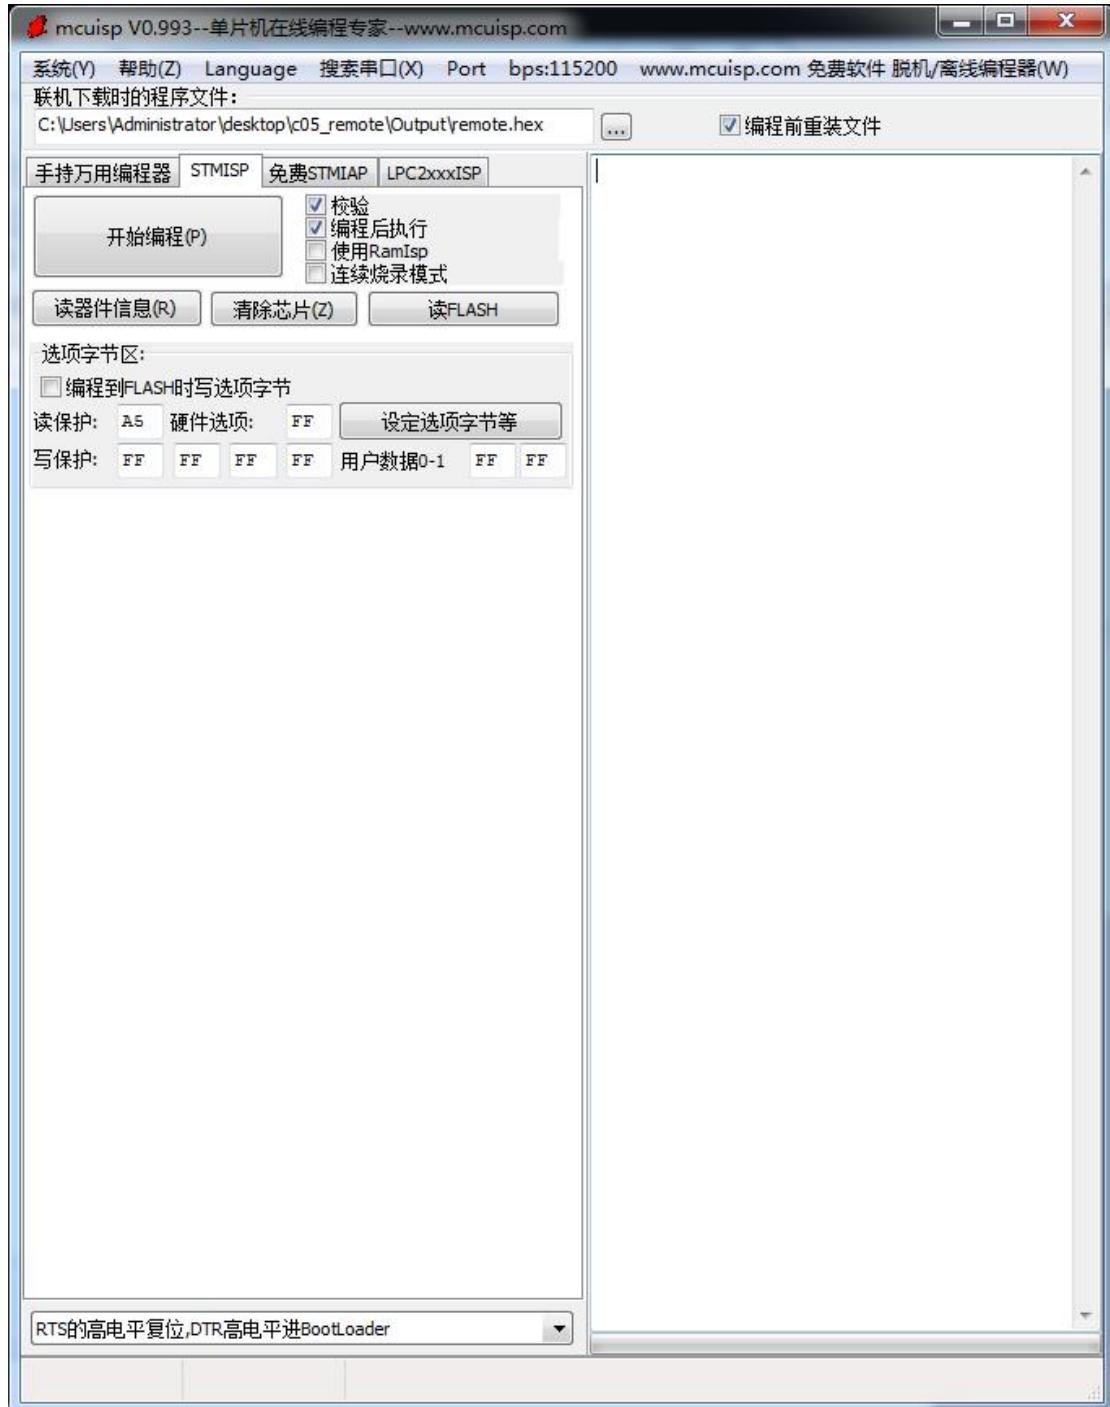 mcuisp V0.993--单片机在线编程专家--www.mcuisp.com
系统(Y) 帮助(Z) Language 搜索串口(X) Port bps:115200 www.mcuisp.com 免费软件 脱机/离线编程器(W)
联机下载时的程序文件:
C:\Users\Administrator\desktop\c05_remote\Output\remote.hex ... 编程前重装文件
手持万用编程器 STMISP 免费STMIAP LPC2xxxISP
开始编程(P)
校验
编程后执行
使用RamIsp
连续烧录模式
读器件信息(R) 清除芯片(Z) 读FLASH
选项字节区:
编程到FLASH时写选项字节
读保护: A5 硬件选项: FF 设定选项字节等
写保护: FF FF FF FF 用户数据0-1 FF FF
RTS的高电平复位,DTR高电平进BootLoader